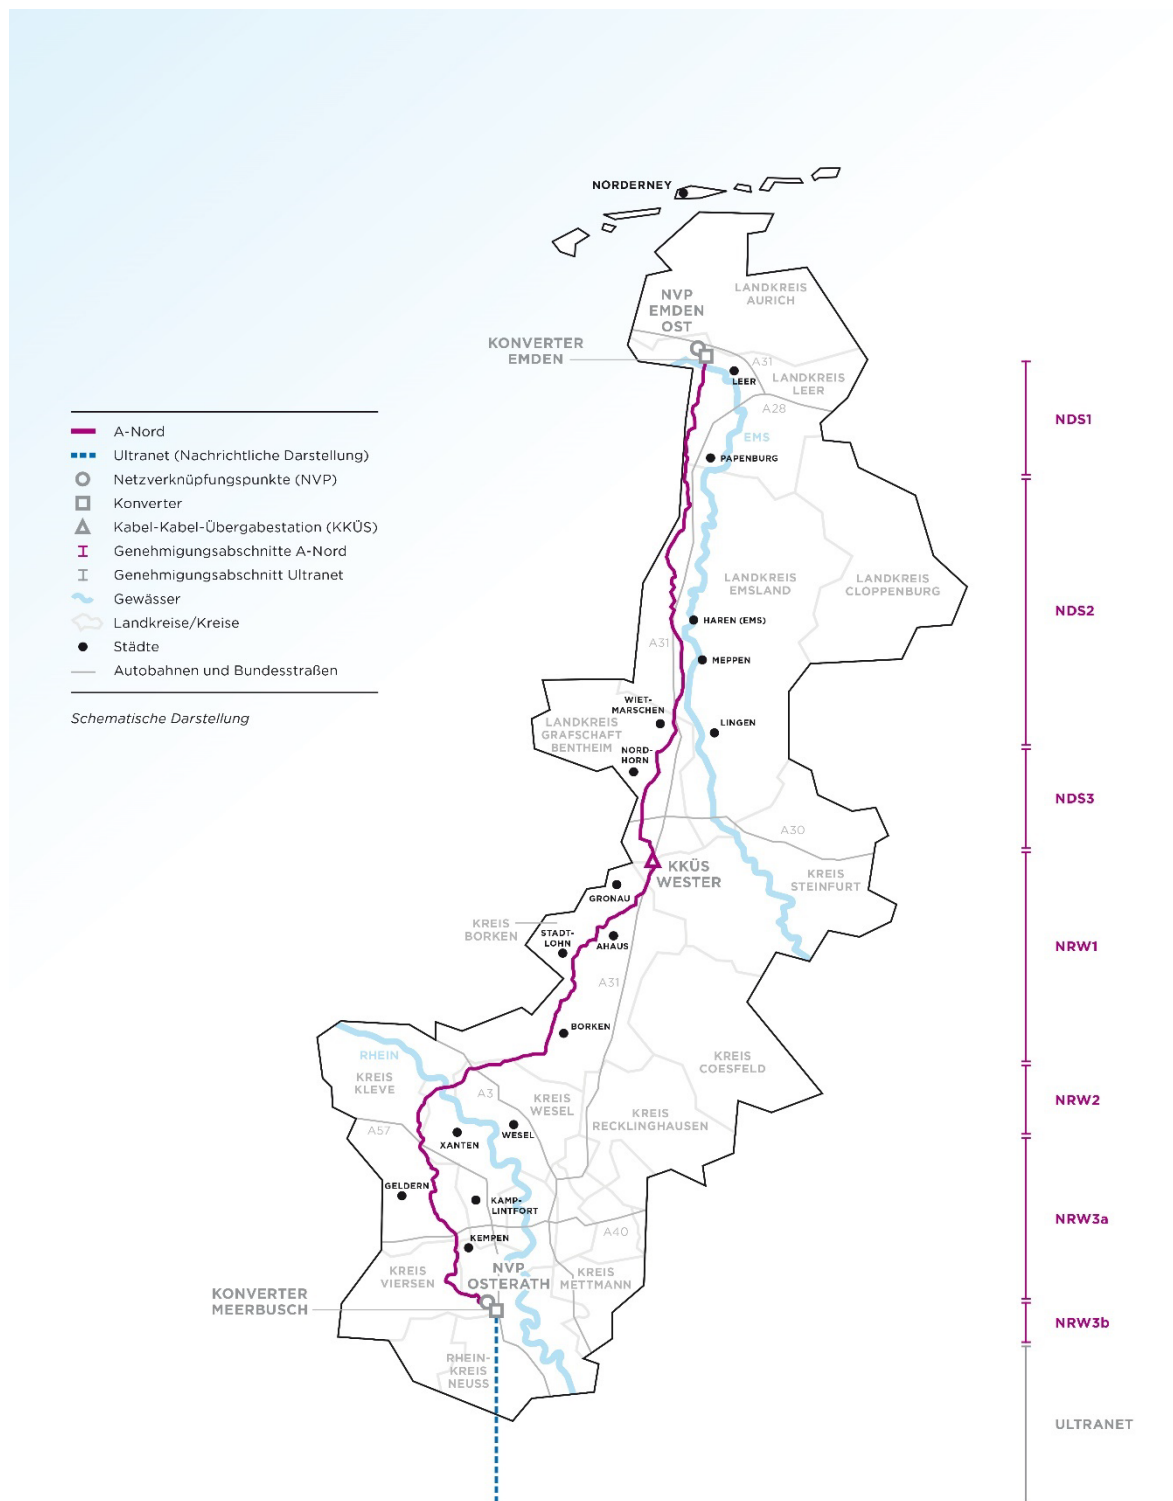 NORDERNEY
LANDKREIS
AURICH
NVP
EMDEN
OST
KONVERTER
EMDEN
A31
LEER
LANDKREIS
LEER
A28
EMS
PAPENBURG
NDS1
A-Nord
Ultranet (Nachrichtliche Darstellung)
Netzverknüpfungspunkte (NVP)
Konverter
Kabel-Kabel-Übergabestation (KKÜS)
Genehmigungsabschnitte A-Nord
Genehmigungsabschnitt Ultranet
Gewässer
Landkreise/Kreise
Städte
Autobahnen und Bundesstraßen
Schematische Darstellung
LANDKREIS
EMSLAND
LANDKREIS
CLOPPENBURG
NDS2
HAREN (EMS)
A31
MEPPEN
WIET-
MARSCHEN
LANDKREIS
GRAFSCHAFT
BENTHEIM
LINGEN
NORD-
HORN
NDS3
A30
KKÜS
WESTER
KREIS
STEINFURT
GRONAU
KREIS
BORKEN
STADT-
LOHN
AHAUS
NRW1
A31
BORKEN
RHEIN
KREIS
KLEVE
KREIS
COESFELD
A3
KREIS
WESEL
KREIS
RECKLINGHAUSEN
NRW2
A57
XANTEN
WESEL
GELDERN
KAMP-
LINTFORT
NRW3a
A40
KEMPEN
KREIS
VIERSEN
NVP
OSTERATH
KREIS
METTMANN
KONVERTER
MEERBUSCH
NRW3b
RHEIN-
KREIS
NEUSS
ULTRANET